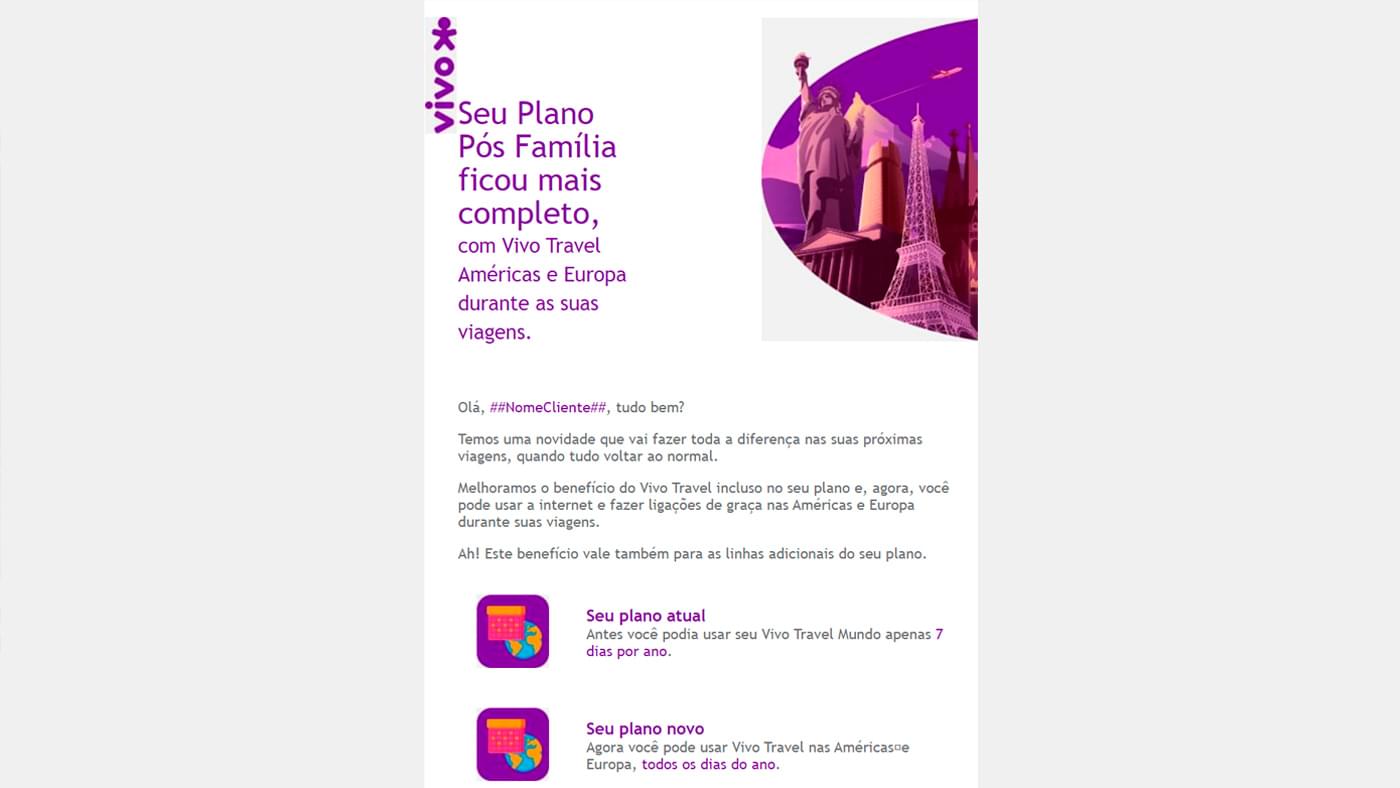 vivo
Seu Plano
Pós Família
ficou mais
completo,
com Vivo Travel
Américas e Europa
durante as suas
viagens.
Olá, ##NomeCliente##, tudo bem?
Temos uma novidade que vai fazer toda a diferença nas suas próximas
viagens, quando tudo voltar ao normal.
Melhoramos o benefício do Vivo Travel incluso no seu plano e, agora, você
pode usar a internet e fazer ligações de graça nas Américas e Europa
durante suas viagens.
Ah! Este benefício vale também para as linhas adicionais do seu plano.
Seu plano atual
Antes você podia usar seu Vivo Travel Mundo apenas 7
dias por ano.
Seu plano novo
Agora você pode usar Vivo Travel nas Américas¤e
Europa, todos os dias do ano.